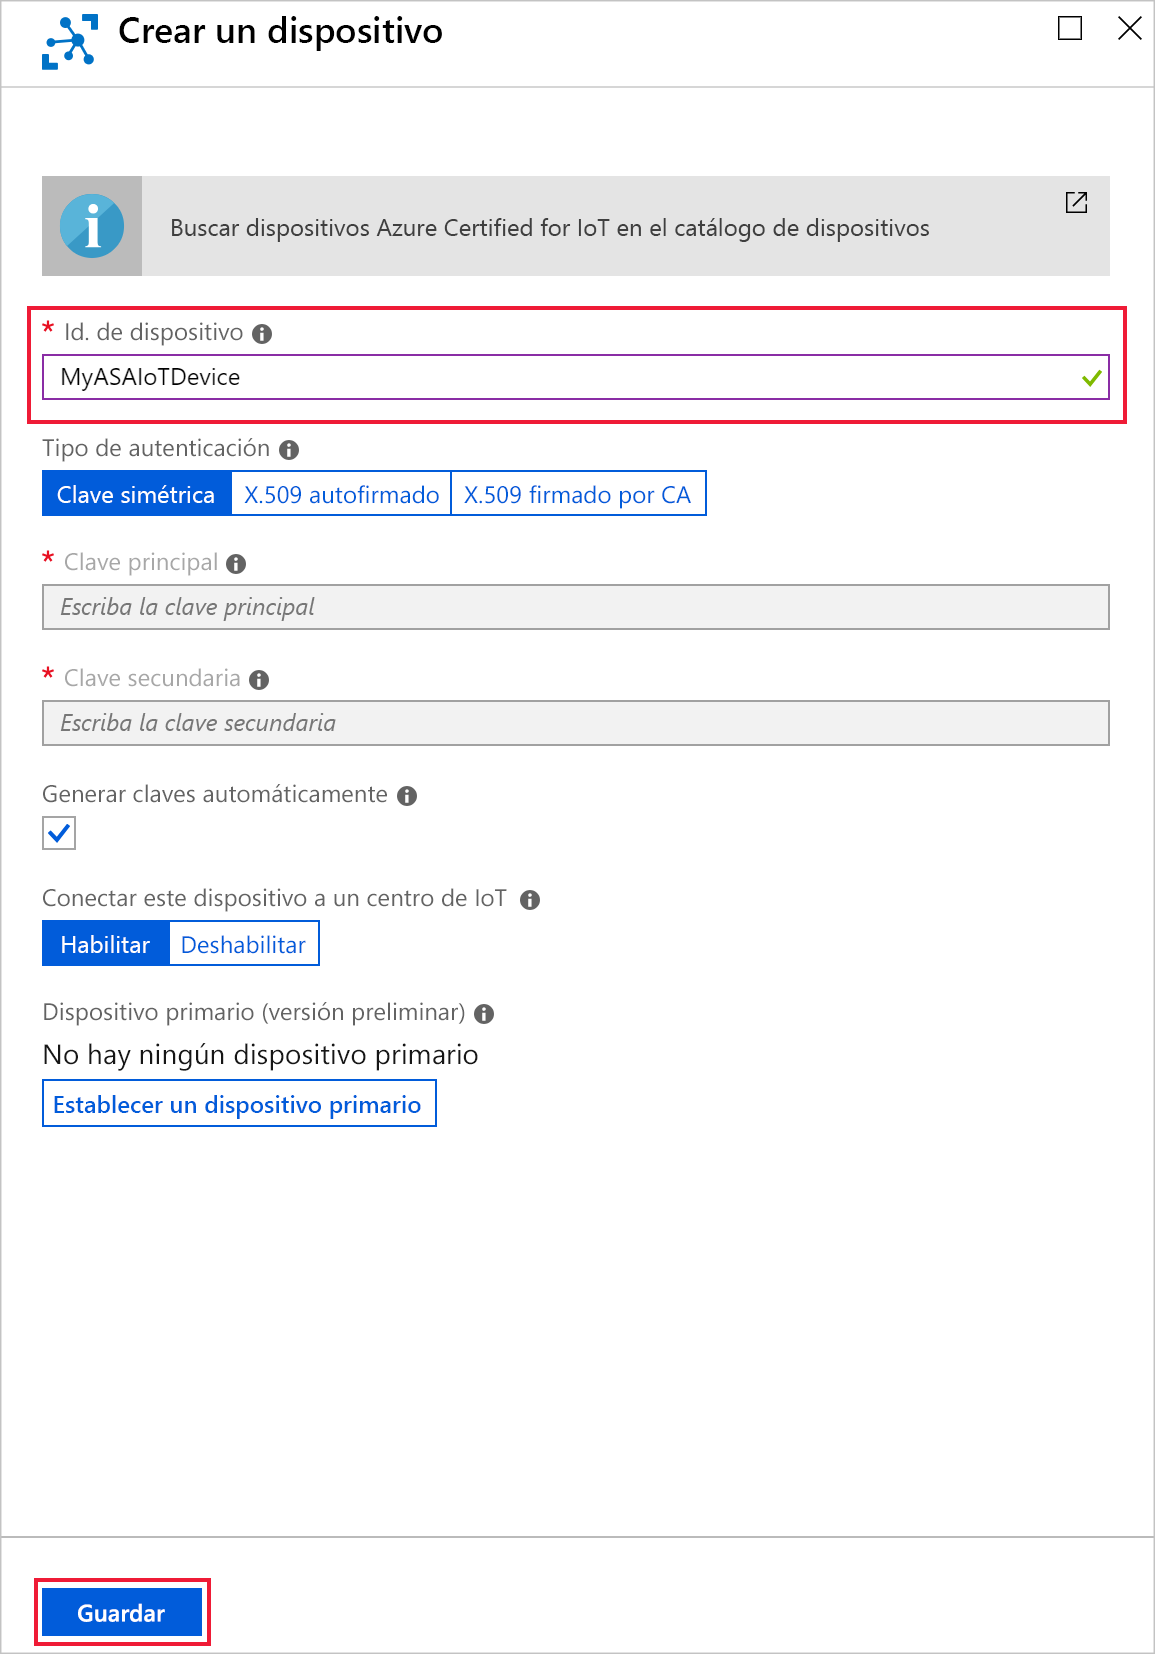 Crear un dispositivo
Buscar dispositivos Azure Certified for IoT en el catálogo de dispositivos
* Id. de dispositivo
MyASAIoTDevice
Tipo de autenticación
Clave simétrica X.509 autofirmado X.509 firmado por CA
* Clave principal
Escriba la clave principal
* Clave secundaria
Escriba la clave secundaria
Generar claves automáticamente
Conectar este dispositivo a un centro de IoT
Habilitar Deshabilitar
Dispositivo primario (versión preliminar)
No hay ningún dispositivo primario
Establecer un dispositivo primario
Guardar